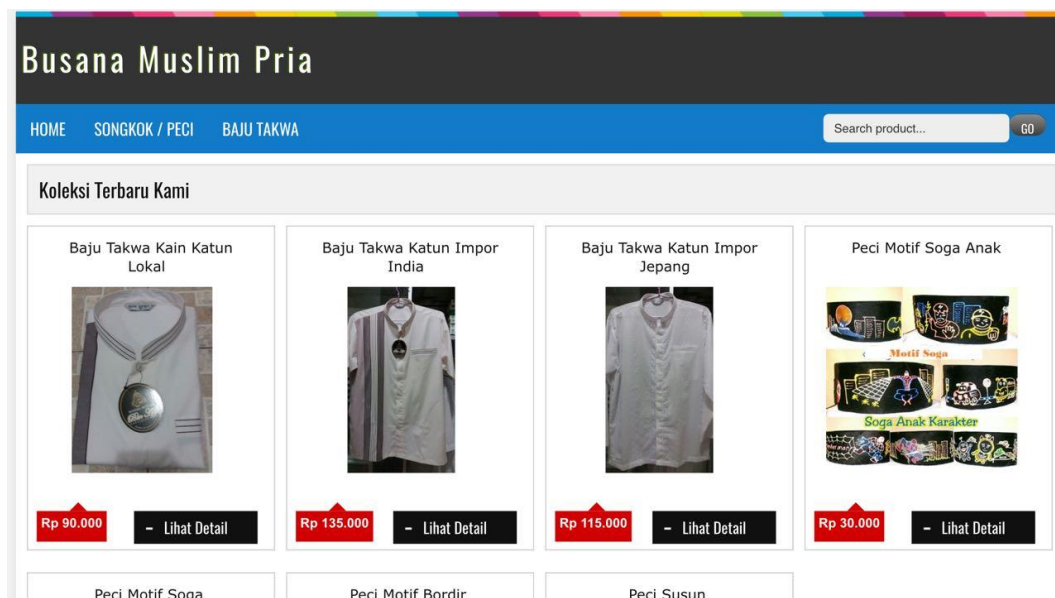 Busana Muslim Pria
HOME
SONGKOK / PECI
BAJU TAKWA
Search product...
GO
Koleksi Terbaru Kami
Baju Takwa Kain Katun
Lokal
Rp 90.000
- Lihat Detail
Baju Takwa Katun Impor
India
Rp 135.000
- Lihat Detail
Baju Takwa Katun Impor
Jepang
Rp 115.000
- Lihat Detail
Peci Motif Soga Anak
Motif Soga
Soga Anak Karakter
Rp 30.000
- Lihat Detail
Peci Motif Soga
Peci Motif Bordir
Peci Susun